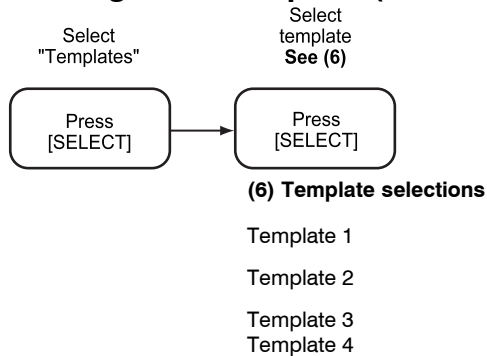 Select
"Templates"
Select
template
See (6)
Press
[SELECT]
Press
[SELECT]
(6) Template selections
Template 1
Template 2
Template 3
Template 4